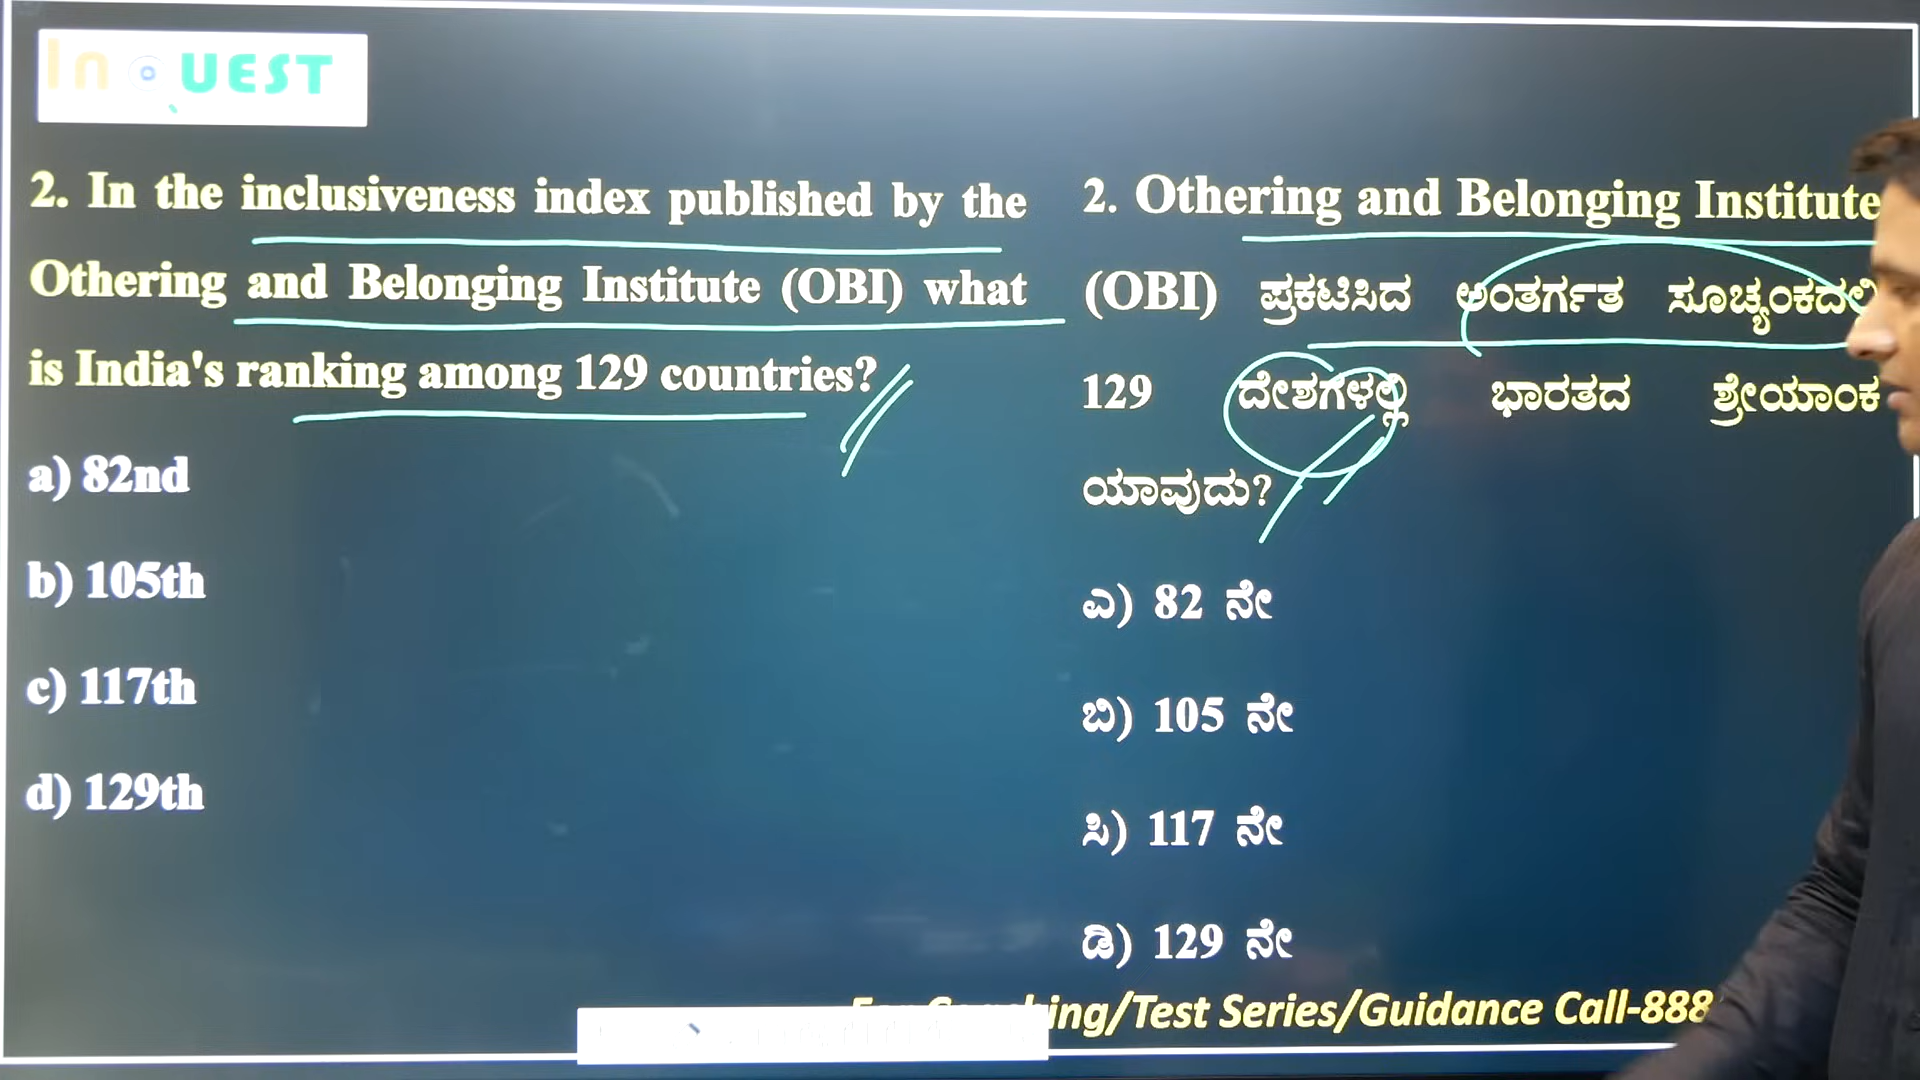 In QUEST
2. In the inclusiveness index published by the
Othering and Belonging Institute (OBI) what
is India's ranking among 129 countries?
a) 82nd
b) 105th
c) 117th
d) 129th
2. Othering and Belonging Institute
(OBI) ಪ್ರಕಟಿಸಿದ ಅಂತರ್ಗತ ಸೂಚ್ಯಂಕದಲ್ಲಿ
129 ದೇಶಗಳಲ್ಲಿ ಭಾರತದ ಶ್ರೇಯಾಂಕ
ಯಾವುದು?
ಎ) 82 ನೇ
ಬಿ) 105 ನೇ
ಸಿ) 117 ನೇ
ಡಿ) 129 ನೇ
/Test Series/Guidance Call-888